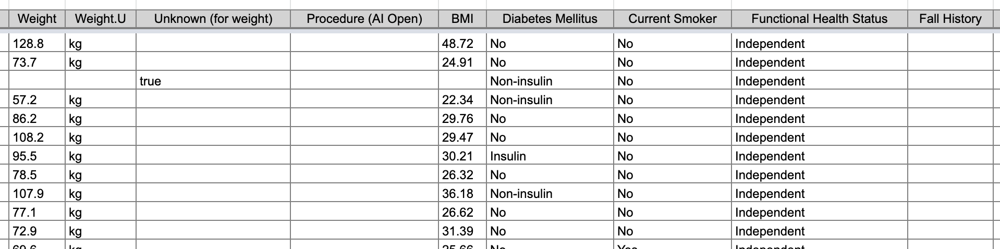 Weight Weight.U Unknown (for weight) Procedure (AI Open) BMI Diabetes Mellitus Current Smoker Functional Health Status Fall History
128.8 kg 48.72 No No Independent
73.7 kg 24.91 No No Independent
true Non-insulin No Independent
57.2 kg 22.34 Non-insulin No Independent
86.2 kg 29.76 No No Independent
108.2 kg 29.47 No No Independent
95.5 kg 30.21 Insulin No Independent
78.5 kg 26.32 No No Independent
107.9 kg 36.18 Non-insulin No Independent
77.1 kg 26.62 No No Independent
72.9 kg 31.39 No No Independent
kg No Yes Independent